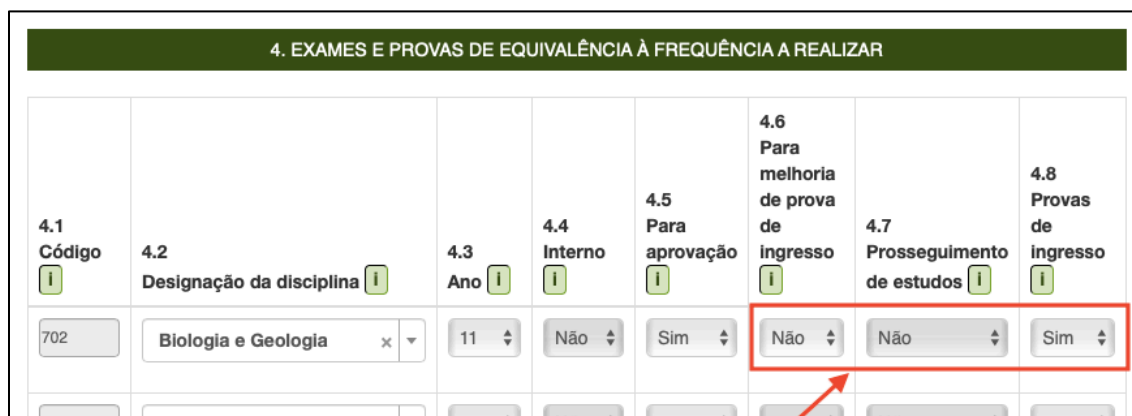 4. EXAMES E PROVAS DE EQUIVALÊNCIA À FREQUÊNCIA A REALIZAR
4.1
Código
i
4.2
Designação da disciplina i
4.3
Ano i
4.4
Interno
i
4.5
Para
aprovação
i
4.6
Para
melhoria
de prova
de
ingresso
i
4.7
Prosseguimento
de estudos i
4.8
Provas
de
ingresso
i
702 Biologia e Geologia × 11 Não Sim Não Não Sim